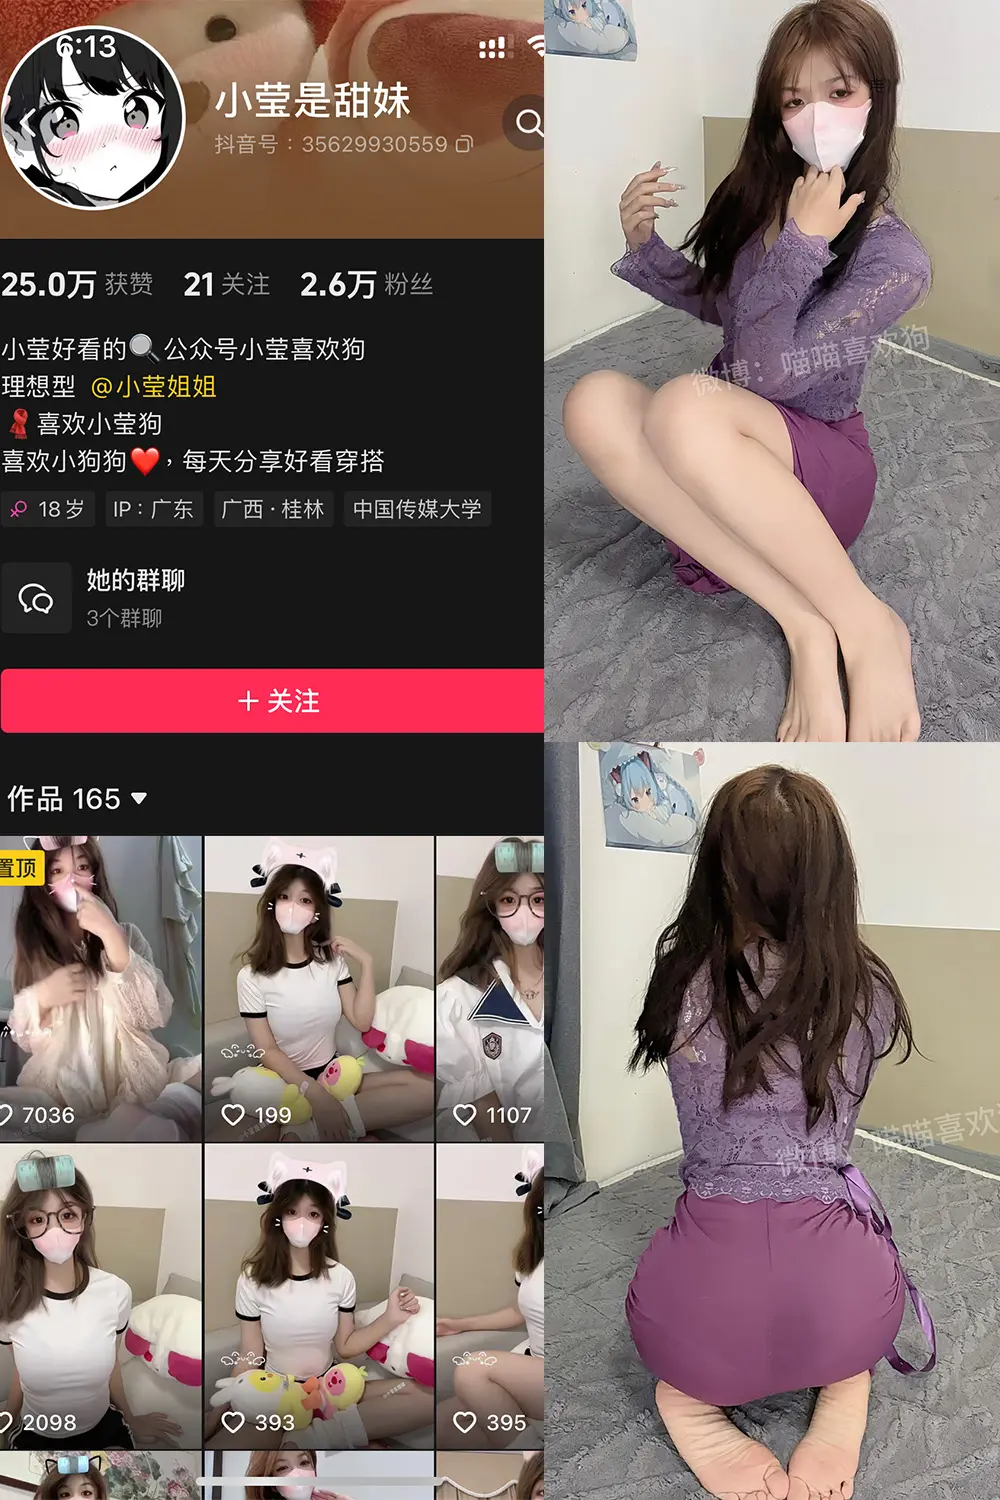 6:13
小莹是甜妹
抖音号：35629930559
25.0万 获赞 21 关注 2.6万 粉丝
小莹好看的🔍公众号小莹喜欢狗
理想型 @小莹姐姐
🧣喜欢小莹狗
喜欢小狗狗❤️，每天分享好看穿搭
18岁 IP：广东 广西·桂林 中国传媒大学
她的群聊
3个群聊
+ 关注
作品 165
置顶
7036
199
1107
2098
393
395
微博：喵喵喜欢狗
微博：喵喵喜欢